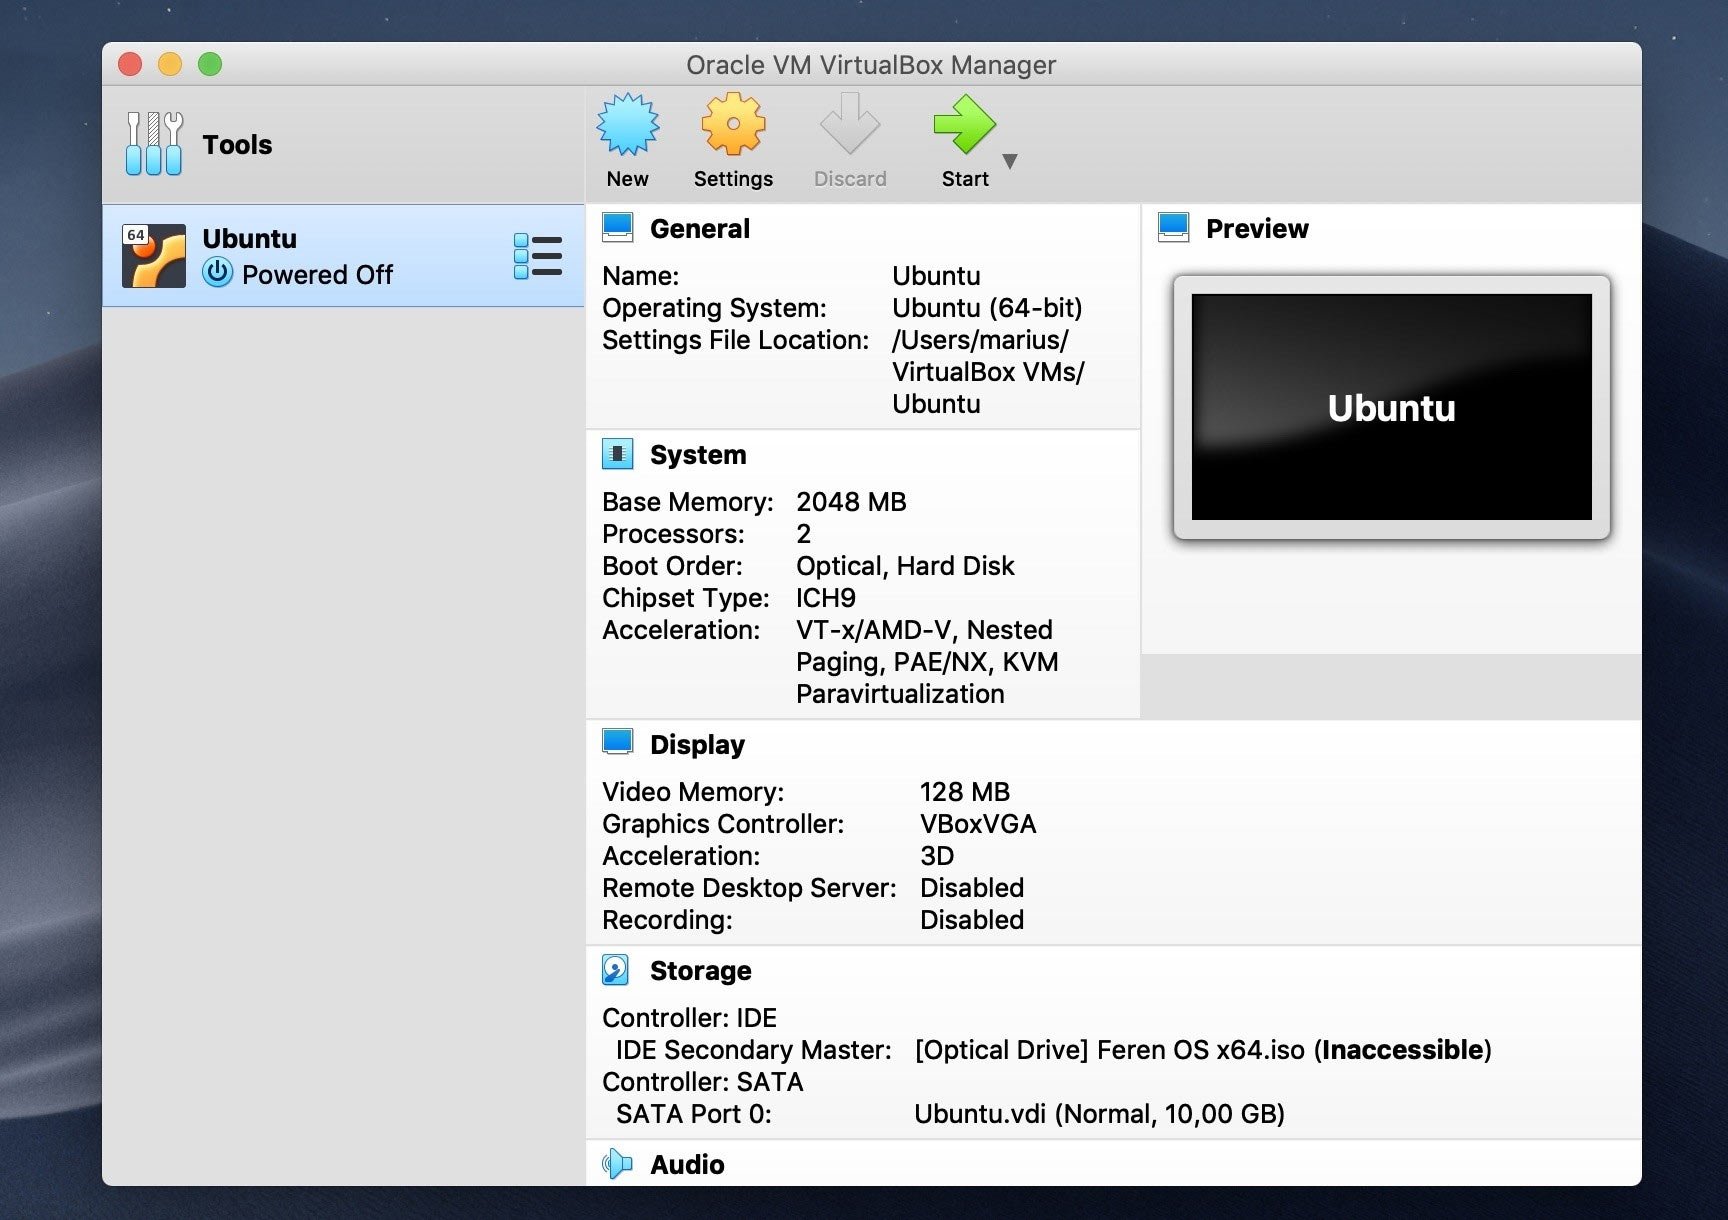 Oracle VM VirtualBox Manager
Tools
New
Settings
Discard
Start
64
Ubuntu
Powered Off
General
Name: Ubuntu
Operating System: Ubuntu (64-bit)
Settings File Location: /Users/marius/
VirtualBox VMs/
Ubuntu
Preview
Ubuntu
System
Base Memory: 2048 MB
Processors: 2
Boot Order: Optical, Hard Disk
Chipset Type: ICH9
Acceleration: VT-x/AMD-V, Nested
Paging, PAE/NX, KVM
Paravirtualization
Display
Video Memory: 128 MB
Graphics Controller: VBoxVGA
Acceleration: 3D
Remote Desktop Server: Disabled
Recording: Disabled
Storage
Controller: IDE
IDE Secondary Master: [Optical Drive] Feren OS x64.iso (Inaccessible)
Controller: SATA
SATA Port 0: Ubuntu.vdi (Normal, 10,00 GB)
Audio